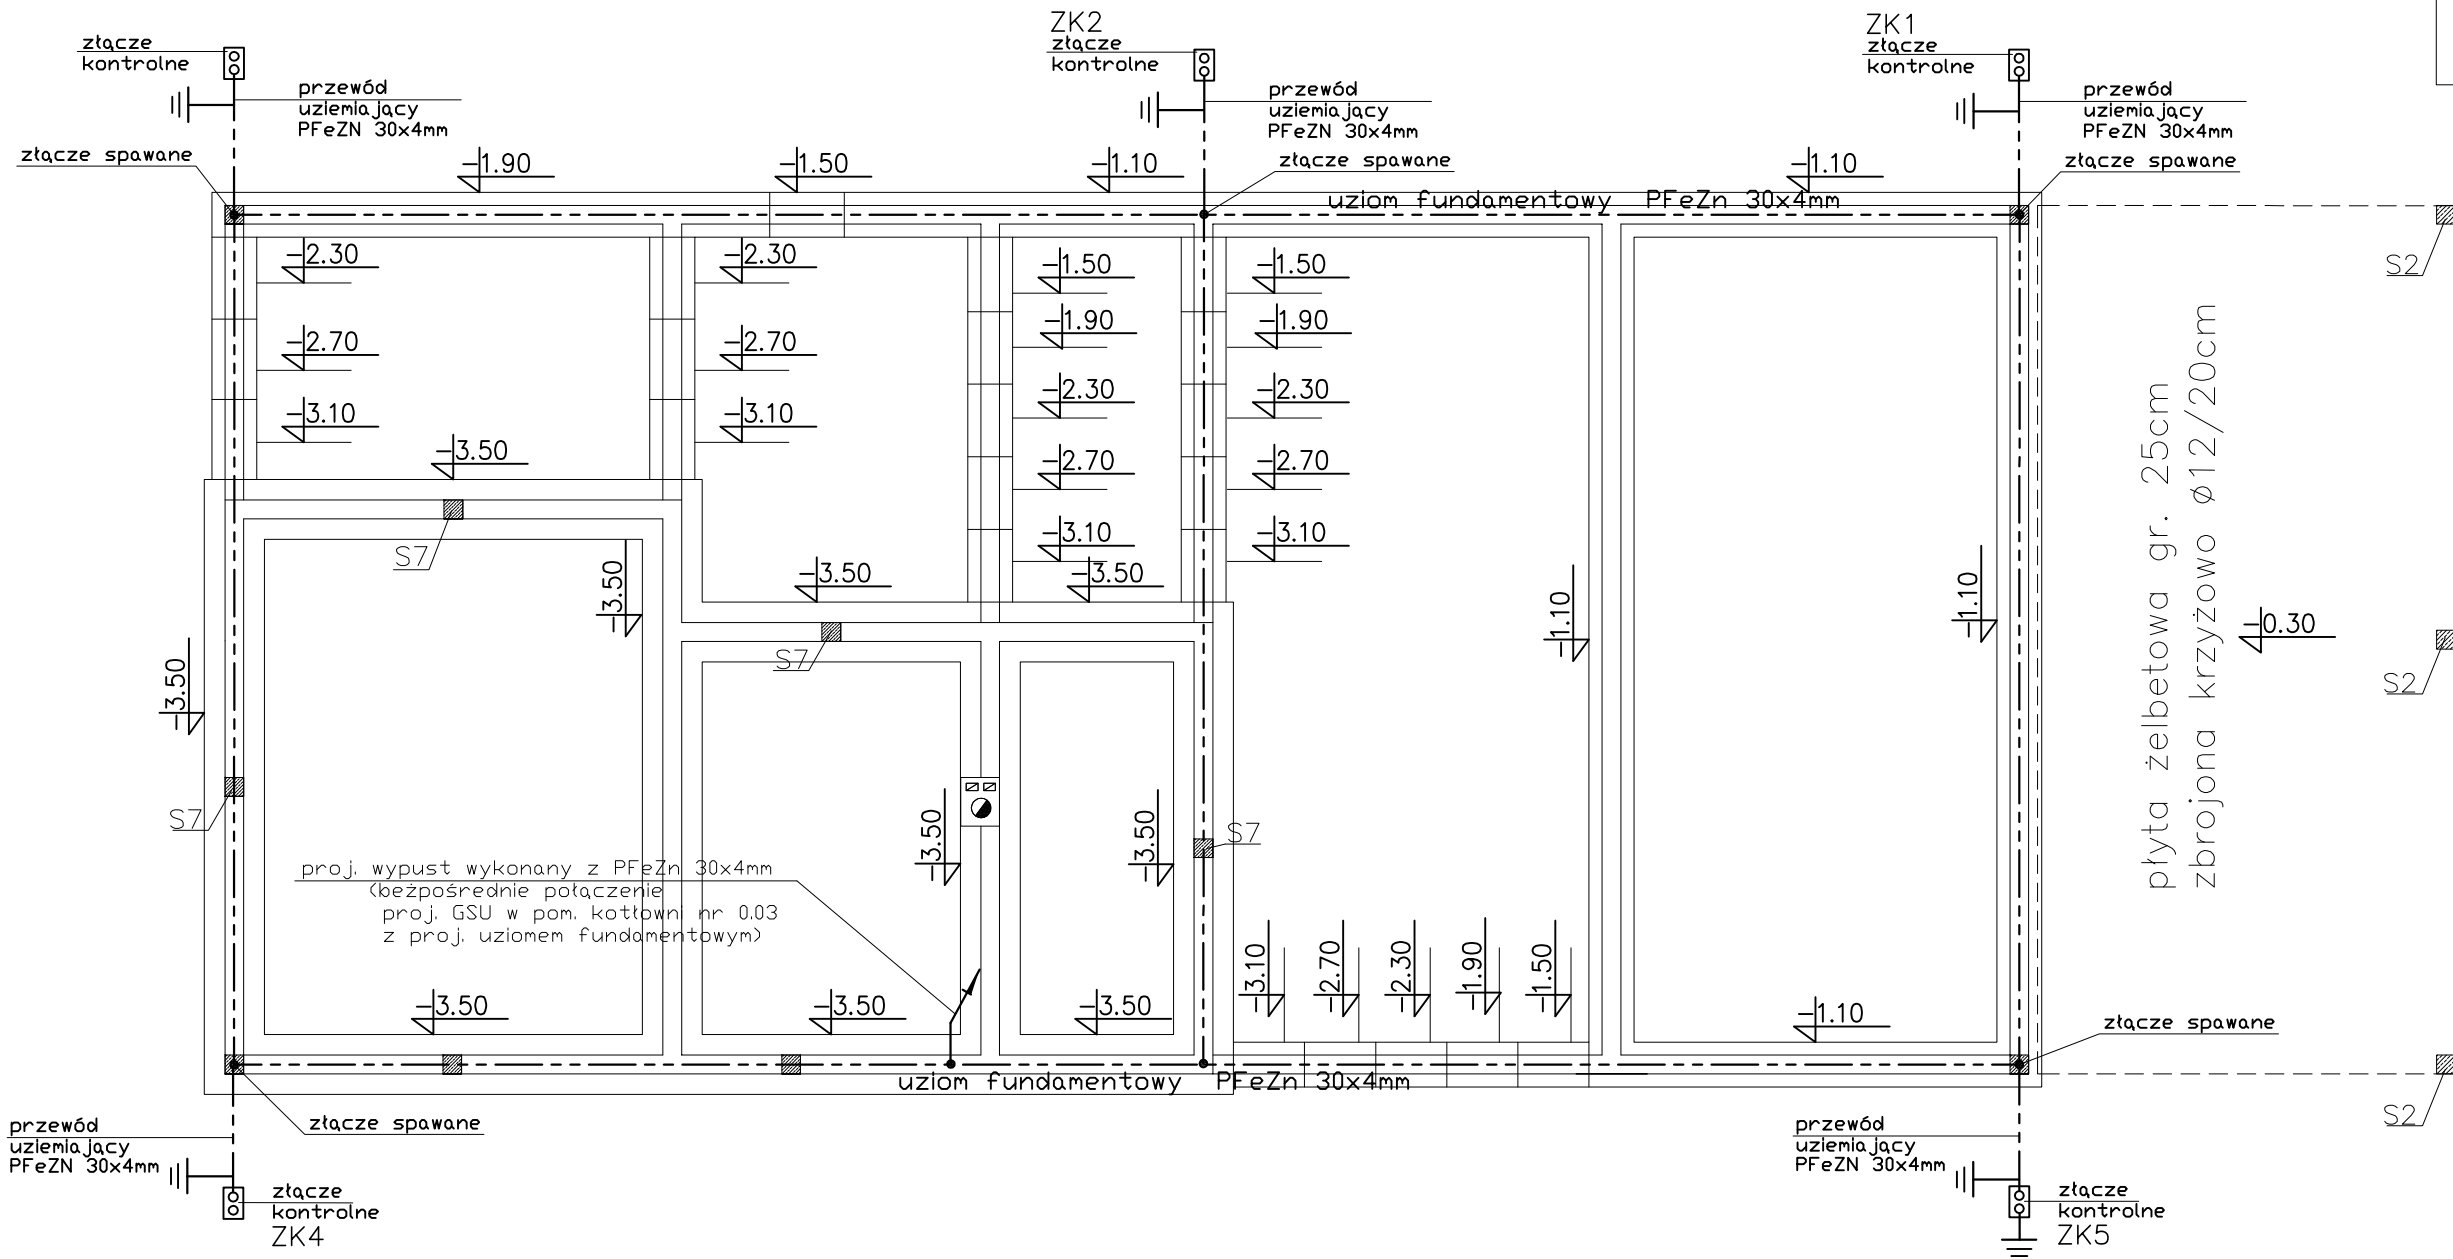 ZK2
ZK1
złącze
kontrolne
złącze
kontrolne
złącze
kontrolne
przewód
uziemiający
PFeZN 30x4mm
przewód
uziemiający
PFeZN 30x4mm
przewód
uziemiający
PFeZN 30x4mm
złącze spawane
-1.90
-1.50
-1.10
złącze spawane
-1.10
złącze spawane
uziom fundamentowy PFeZn 30x4mm
-2.30
-2.30
-1.50
-1.50
S2
-1.90
-1.90
-2.70
-2.70
-2.30
-2.30
-3.10
-3.10
-3.50
-2.70
-2.70
-3.10
-3.10
S7
-3.50
-3.50
-3.50
-3.50
-1.10
-1.10
płyta żelbetowa gr. 25cm
zbrojona krzyżowo ø12/20cm
-0.30
S7
-3.50
S2
S7
-3.50
-3.50
S7
proj. wypust wykonany z PFeZn 30x4mm
(bezpośrednie połączenie
proj. GSU w pom. kotłowni nr 0.03
z proj. uziomem fundamentowym)
-3.10
-2.70
-2.30
-1.90
-1.50
-3.50
-3.50
-3.50
-1.10
złącze spawane
uziom fundamentowy PFeZn 30x4mm
S2
złącze spawane
przewód
uziemiający
PFeZN 30x4mm
przewód
uziemiający
PFeZN 30x4mm
złącze
kontrolne
ZK4
złącze
kontrolne
ZK5